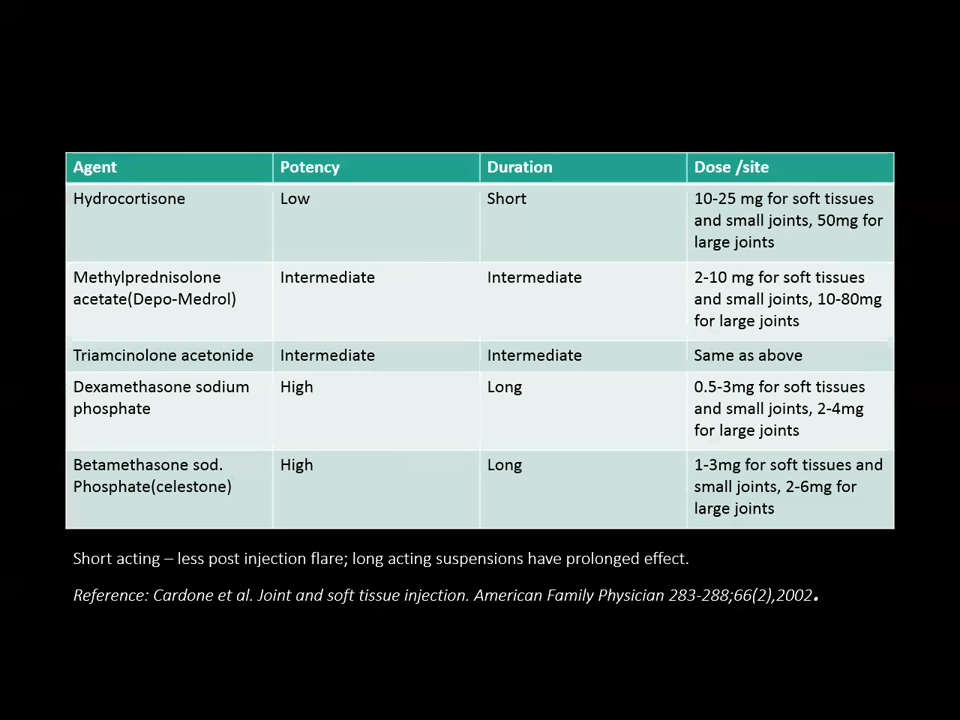 Agent Potency Duration Dose /site
Hydrocortisone Low Short 10-25 mg for soft tissues
and small joints, 50mg for
large joints
Methylprednisolone Intermediate Intermediate 2-10 mg for soft tissues
acetate(Depo-Medrol) and small joints, 10-80mg
for large joints
Triamcinolone acetonide Intermediate Intermediate Same as above
Dexamethasone sodium High Long 0.5-3mg for soft tissues
phosphate and small joints, 2-4mg
for large joints
Betamethasone sod. High Long 1-3mg for soft tissues and
Phosphate(celestone) small joints, 2-6mg for
large joints
Short acting – less post injection flare; long acting suspensions have prolonged effect.
Reference: Cardone et al. Joint and soft tissue injection. American Family Physician 283-288;66(2),2002.